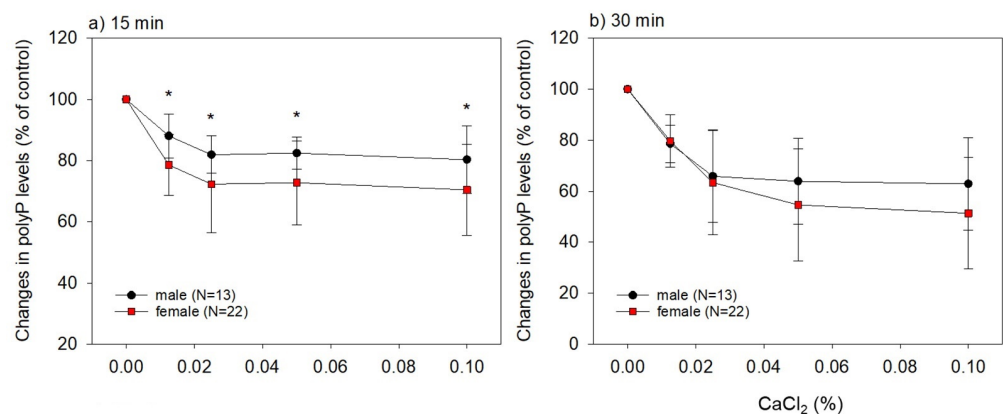 a) 15 min
Changes in polyP levels (% of control)
120
100
80
60
40
20
* * * *
male (N=13)
female (N=22)
0.00 0.02 0.04 0.06 0.08 0.10
b) 30 min
Changes in polyP levels (% of control)
120
100
80
60
40
20
0
male (N=13)
female (N=22)
0.00 0.02 0.04 0.06 0.08 0.10
CaCl₂ (%)